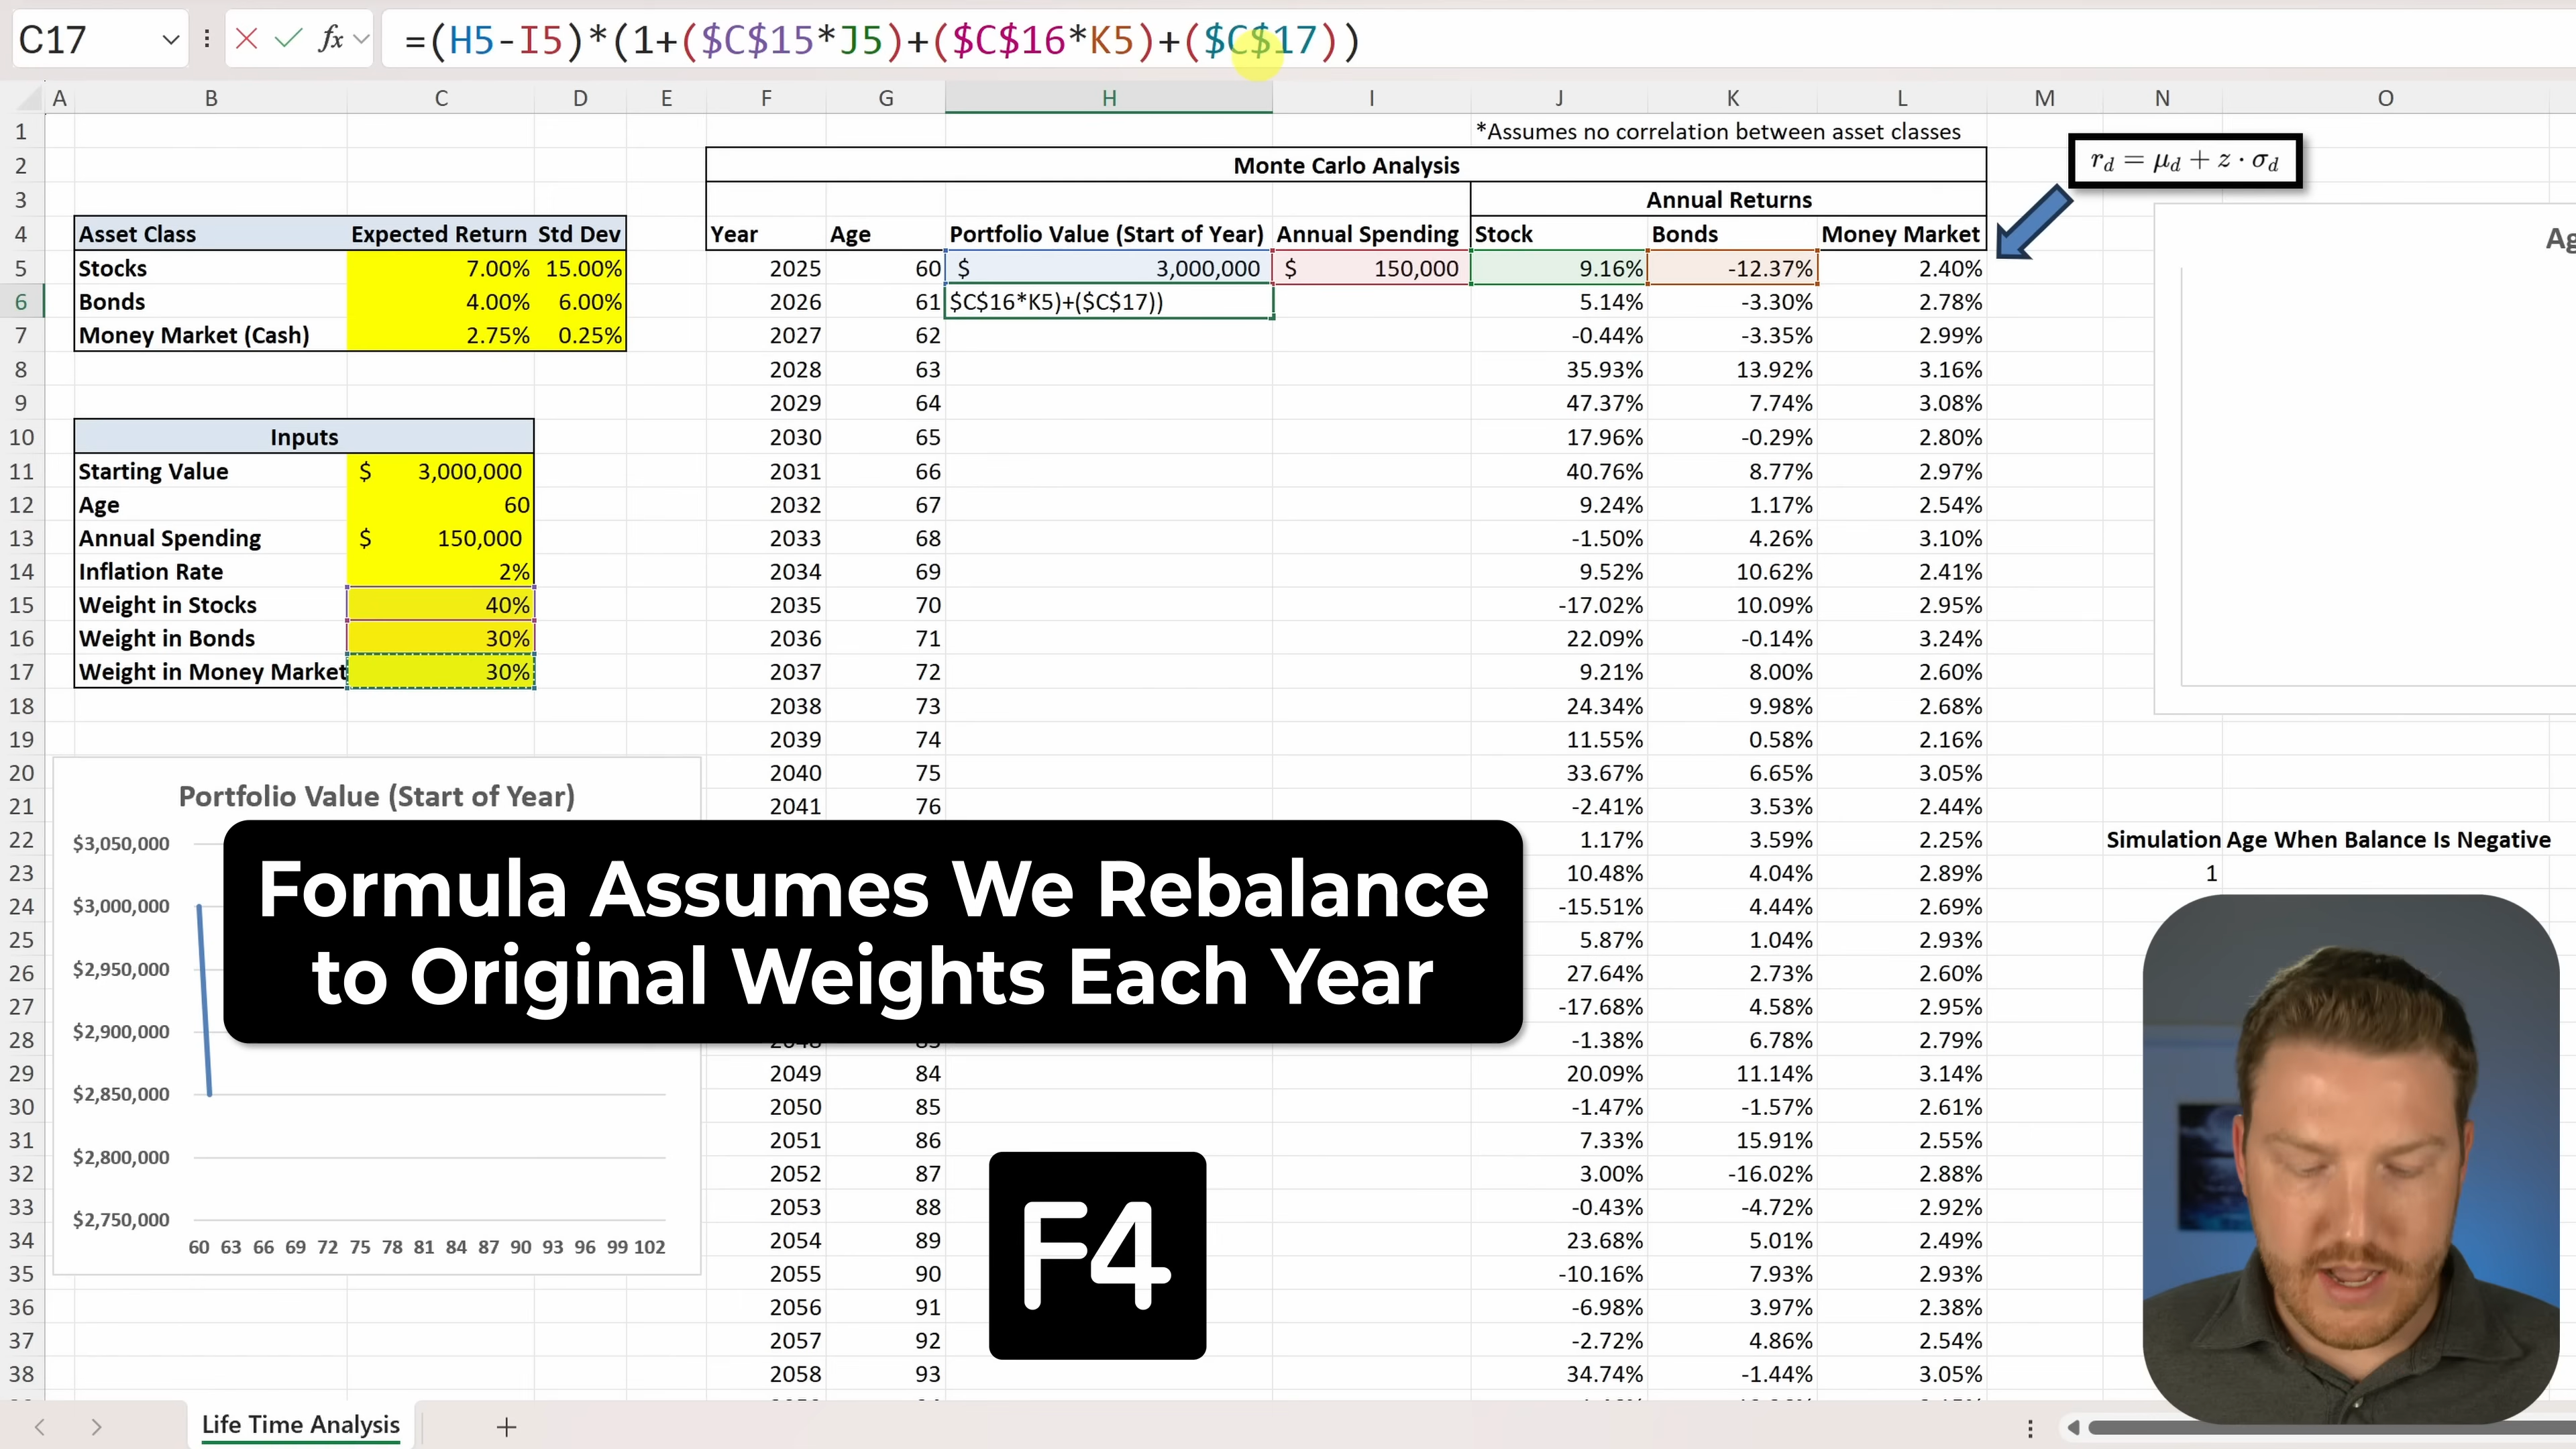 C17
fx
=(H5-I5)*(1+($C$15*J5)+($C$16*K5)+($C$17))
A B C D E F G H I J K L M N O
1 *Assumes no correlation between asset classes
2 Monte Carlo Analysis
r_d = μ_d + z · σ_d
3 Annual Returns
4 Asset Class Expected Return Std Dev Year Age Portfolio Value (Start of Year) Annual Spending Stock Bonds Money Market
Ag
5 Stocks 7.00% 15.00% 2025 60 $ 3,000,000 $ 150,000 9.16% -12.37% 2.40%
6 Bonds 4.00% 6.00% 2026 61 $C$16*K5)+($C$17)) 5.14% -3.30% 2.78%
7 Money Market (Cash) 2.75% 0.25% 2027 62 -0.44% -3.35% 2.99%
8 2028 63 35.93% 13.92% 3.16%
9 2029 64 47.37% 7.74% 3.08%
10 Inputs 2030 65 17.96% -0.29% 2.80%
11 Starting Value $ 3,000,000 2031 66 40.76% 8.77% 2.97%
12 Age 60 2032 67 9.24% 1.17% 2.54%
13 Annual Spending $ 150,000 2033 68 -1.50% 4.26% 3.10%
14 Inflation Rate 2% 2034 69 9.52% 10.62% 2.41%
15 Weight in Stocks 40% 2035 70 -17.02% 10.09% 2.95%
16 Weight in Bonds 30% 2036 71 22.09% -0.14% 3.24%
17 Weight in Money Market 30% 2037 72 9.21% 8.00% 2.60%
18 2038 73 24.34% 9.98% 2.68%
19 2039 74 11.55% 0.58% 2.16%
20 2040 75 33.67% 6.65% 3.05%
21 2041 76 -2.41% 3.53% 2.44%
22 1.17% 3.59% 2.25% Simulation Age When Balance Is Negative
23 10.48% 4.04% 2.89% 1
24 -15.51% 4.44% 2.69%
25 5.87% 1.04% 2.93%
26 27.64% 2.73% 2.60%
27 -17.68% 4.58% 2.95%
28 -1.38% 6.78% 2.79%
29 2049 84 20.09% 11.14% 3.14%
30 2050 85 -1.47% -1.57% 2.61%
31 2051 86 7.33% 15.91% 2.55%
32 2052 87 3.00% -16.02% 2.88%
33 2053 88 -0.43% -4.72% 2.92%
34 2054 89 23.68% 5.01% 2.49%
35 2055 90 -10.16% 7.93% 2.93%
36 2056 91 -6.98% 3.97% 2.38%
37 2057 92 -2.72% 4.86% 2.54%
38 2058 93 34.74% -1.44% 3.05%
Portfolio Value (Start of Year)
$3,050,000
$3,000,000
$2,950,000
$2,900,000
$2,850,000
$2,800,000
$2,750,000
60 63 66 69 72 75 78 81 84 87 90 93 96 99 102
Formula Assumes We Rebalance
to Original Weights Each Year
F4
Life Time Analysis